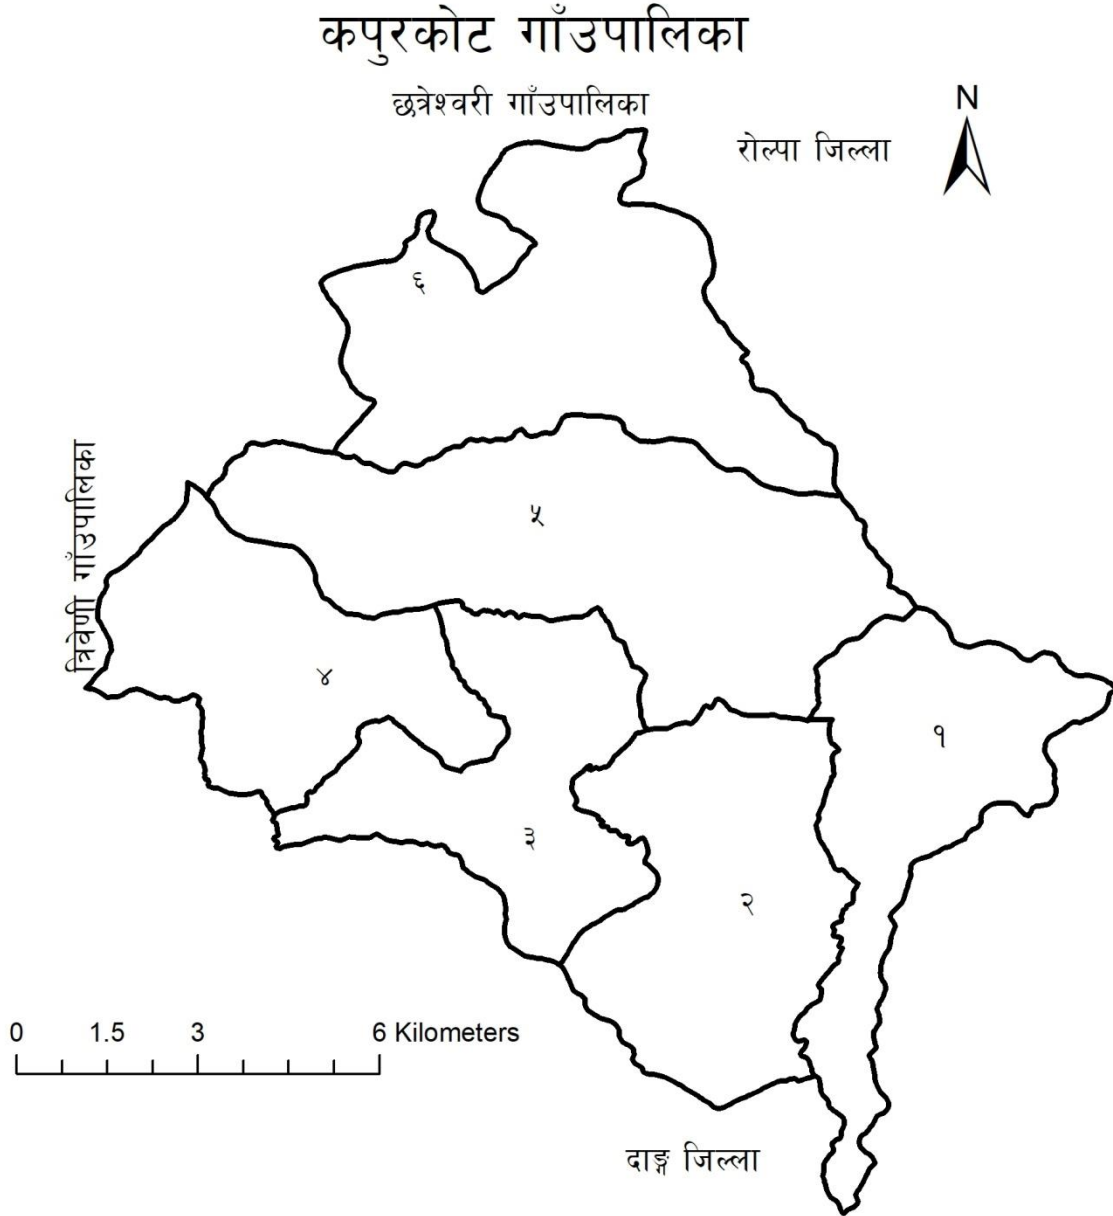 कपुरकोट गाँउपालिका
छत्रेश्वरी गाँउपालिका
N
रोल्पा जिल्ला
६
त्रिवेणी गाँउपालिका
५
४
१
३
२
0 1.5 3 6 Kilometers
दाङ्ग जिल्ला